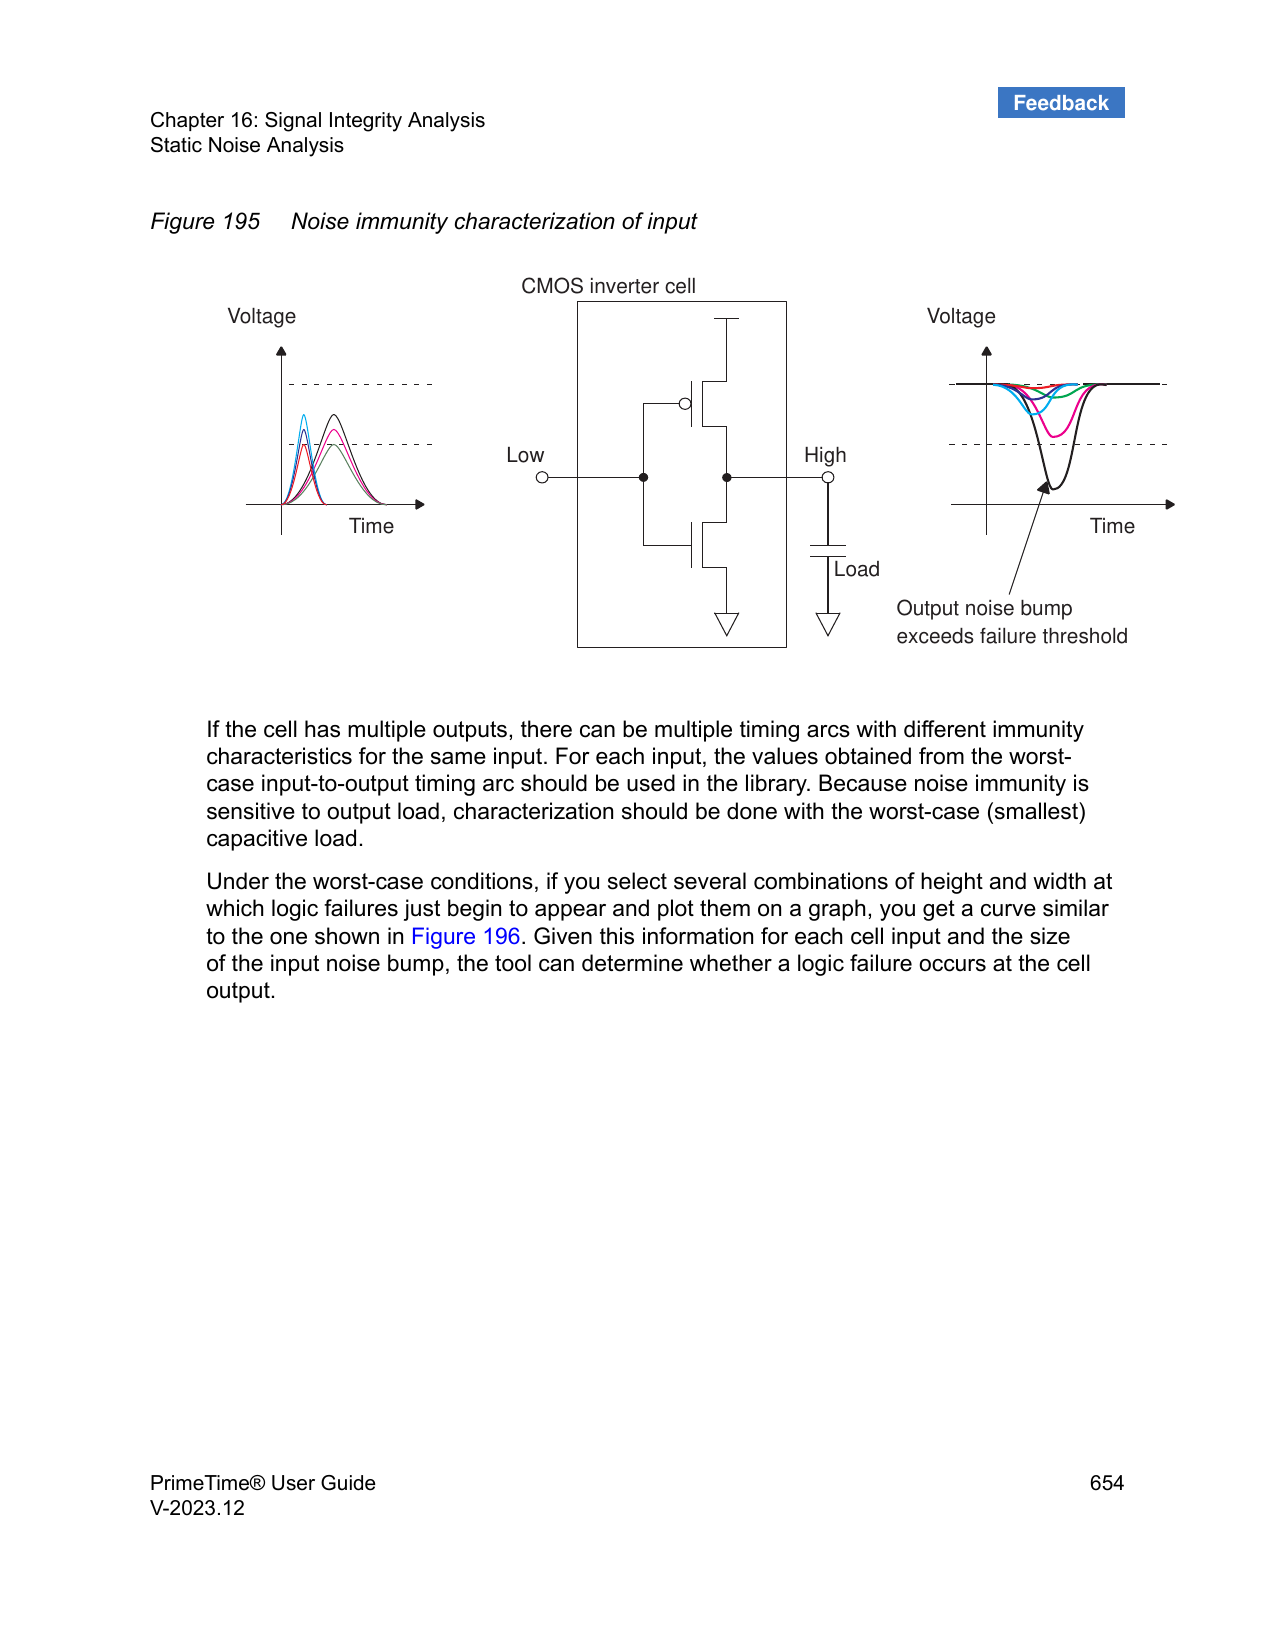 Feedback
Chapter 16: Signal Integrity Analysis
Static Noise Analysis
Figure 195 Noise immunity characterization of input
CMOS inverter cell
Voltage
Voltage
Low
High
Time
Time
Load
Output noise bump
exceeds failure threshold
If the cell has multiple outputs, there can be multiple timing arcs with different immunity
characteristics for the same input. For each input, the values obtained from the worst-
case input-to-output timing arc should be used in the library. Because noise immunity is
sensitive to output load, characterization should be done with the worst-case (smallest)
capacitive load.
Under the worst-case conditions, if you select several combinations of height and width at
which logic failures just begin to appear and plot them on a graph, you get a curve similar
to the one shown in Figure 196. Given this information for each cell input and the size
of the input noise bump, the tool can determine whether a logic failure occurs at the cell
output.
PrimeTime® User Guide
654
V-2023.12